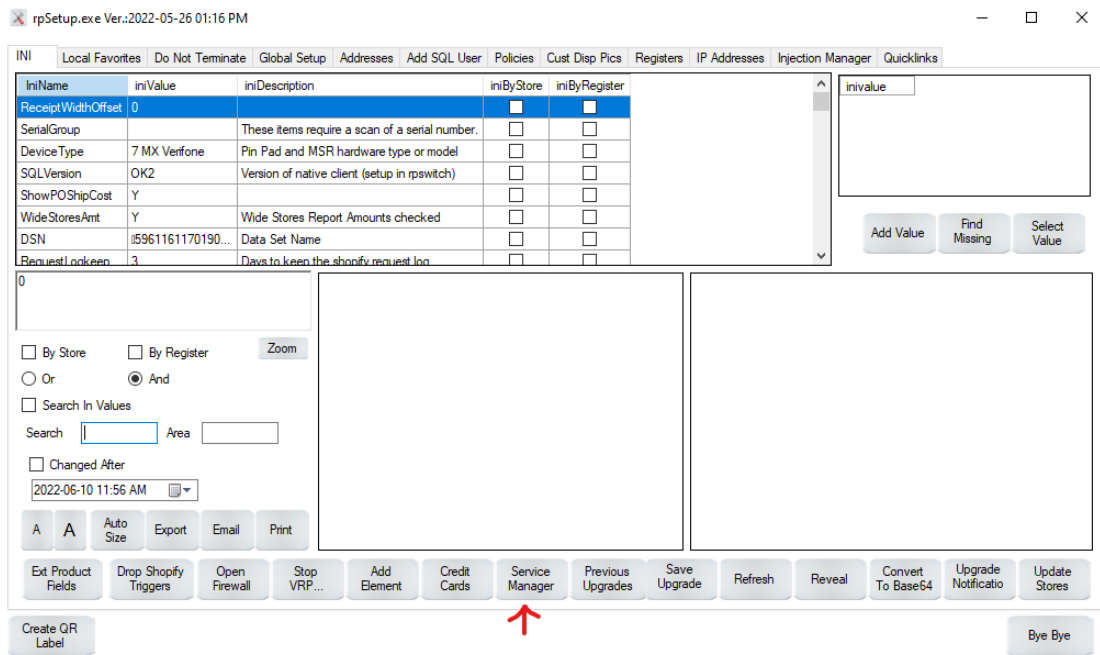 rpSetup.exe Ver.:2022-05-26 01:16 PM
INI Local Favorites Do Not Terminate Global Setup Addresses Add SQL User Policies Cust Disp Pics Registers IP Addresses Injection Manager Quicklinks
IniName iniValue iniDescription iniByStore iniByRegister
ReceiptWidthOffset 0
SerialGroup These items require a scan of a serial number.
DeviceType 7 MX Verifone Pin Pad and MSR hardware type or model
SQLVersion OK2 Version of native client (setup in rpswitch)
ShowPOShipCost Y
WideStoresAmt Y Wide Stores Report Amounts checked
DSN 5961161170190... Data Set Name
RequestLogkeep 3 Days to keep the shopify request log
inivalue
Add Value
Find Missing
Select Value
0
By Store By Register Zoom
Or And
Search In Values
Search Area
Changed After
2022-06-10 11:56 AM
A A Auto Size Export Email Print
Ext Product Fields
Drop Shopify Triggers
Open Firewall
Stop VRP...
Add Element
Credit Cards
Service Manager
Previous Upgrades
Save Upgrade
Refresh
Reveal
Convert To Base64
Upgrade Notificatio
Update Stores
Create QR Label
Bye Bye